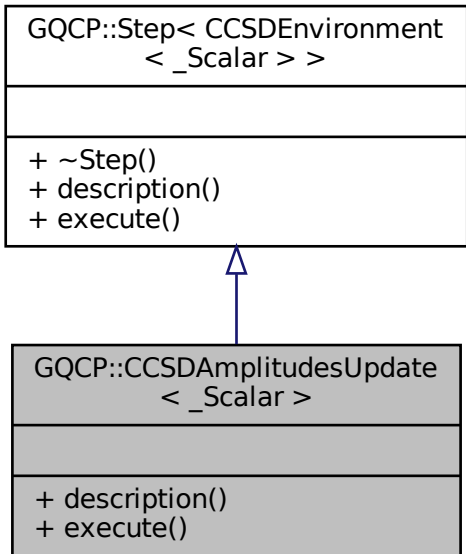 GQCP::Step< CCSDEnvironment
< _Scalar > >
+ ~Step()
+ description()
+ execute()
GQCP::CCSDAmplitudesUpdate
< _Scalar >
+ description()
+ execute()